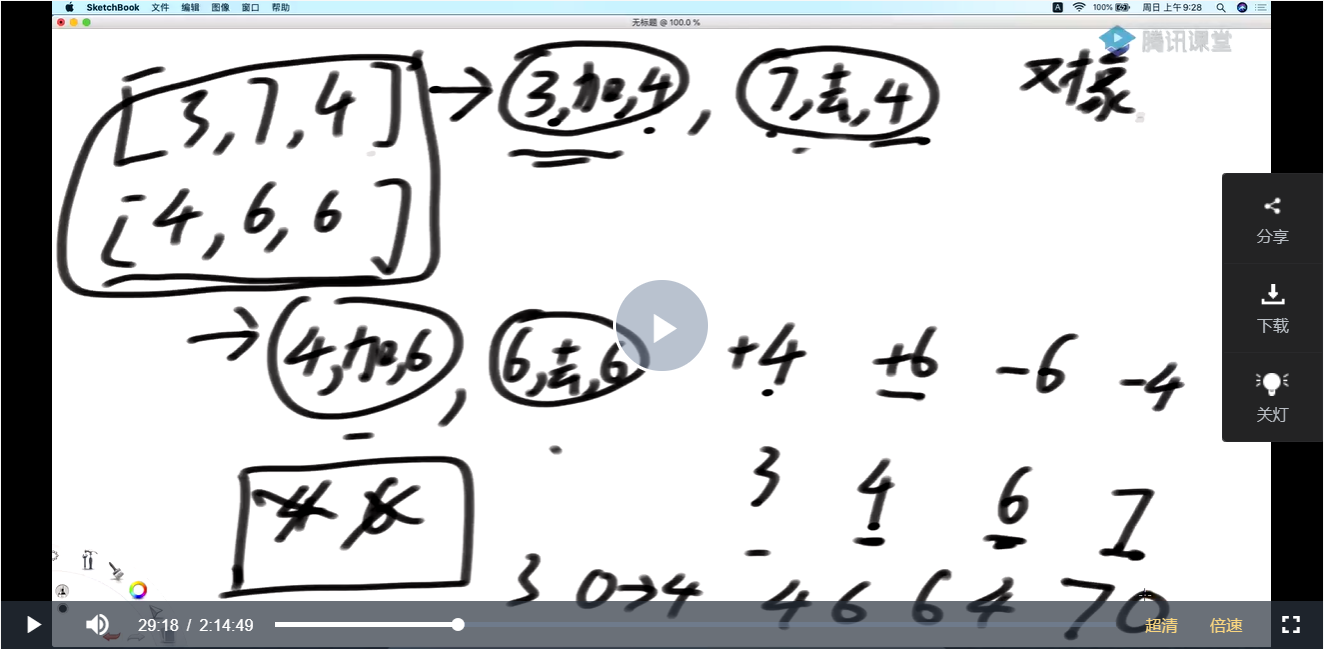 SketchBook 文件 编辑 图像 窗口 帮助 A 100% 周日 上午9:28
无标题 @ 100.0 %
腾讯课堂
[3,7,4] → 3,加,4, 7,去,4 对象
[4,6,6]
→ 4,加,6, 6,去,6 +4 +6 -6 -4
4 6
3 4 6 7
3 0→4 4 6 6 4 7 0
分享
下载
关灯
29:18 / 2:14:49 超清 倍速